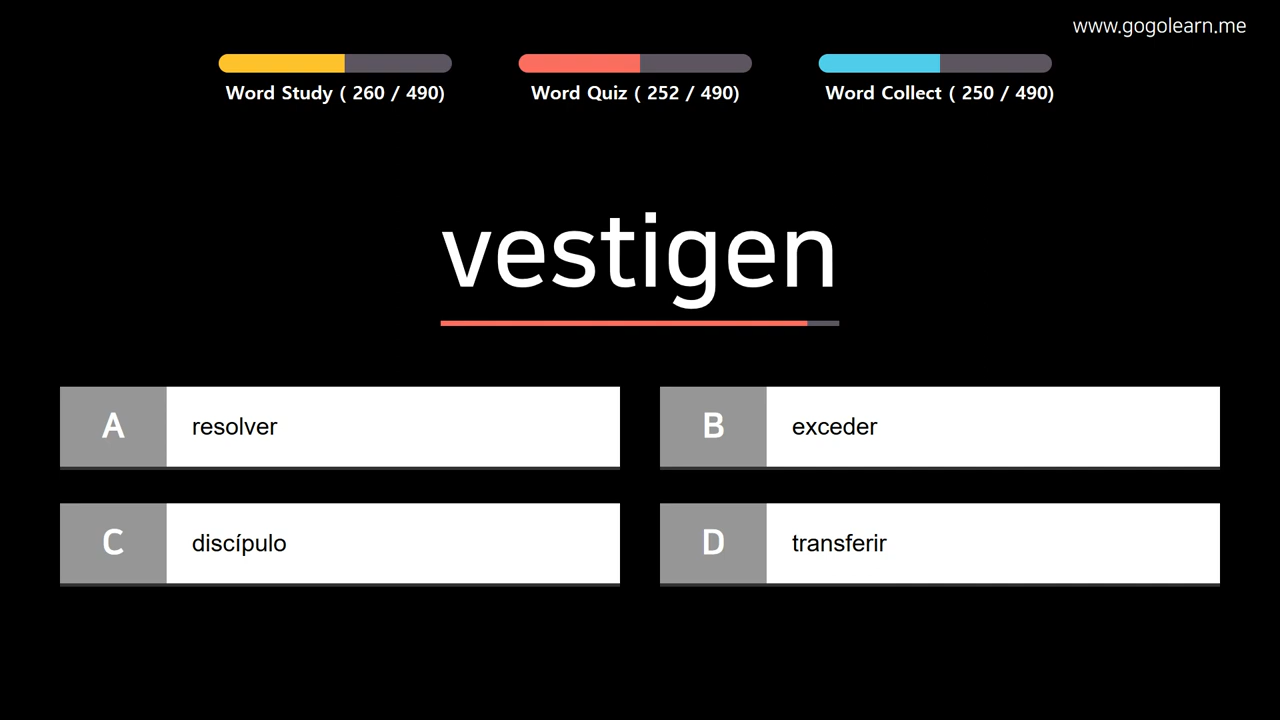 www.gogolearn.me
Word Study ( 260 / 490)
Word Quiz ( 252 / 490)
Word Collect ( 250 / 490)
vestigen
A resolver
B exceder
C discípulo
D transferir